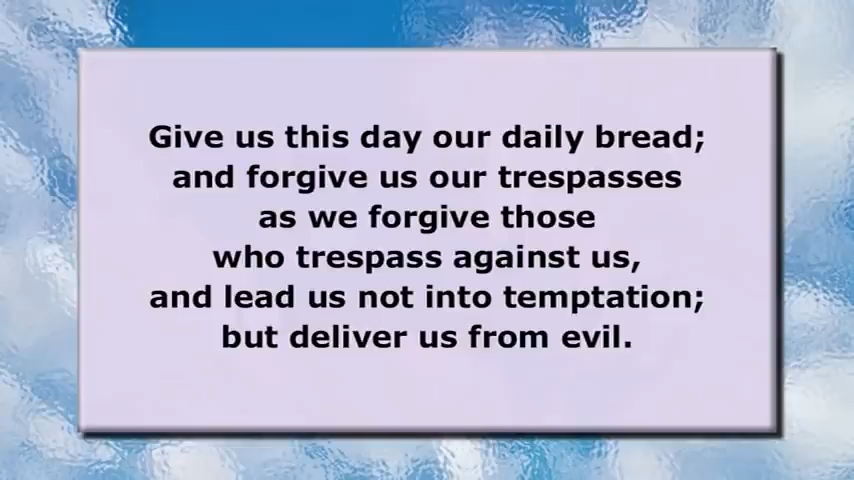 Give us this day our daily bread;
and forgive us our trespasses
as we forgive those
who trespass against us,
and lead us not into temptation;
but deliver us from evil.